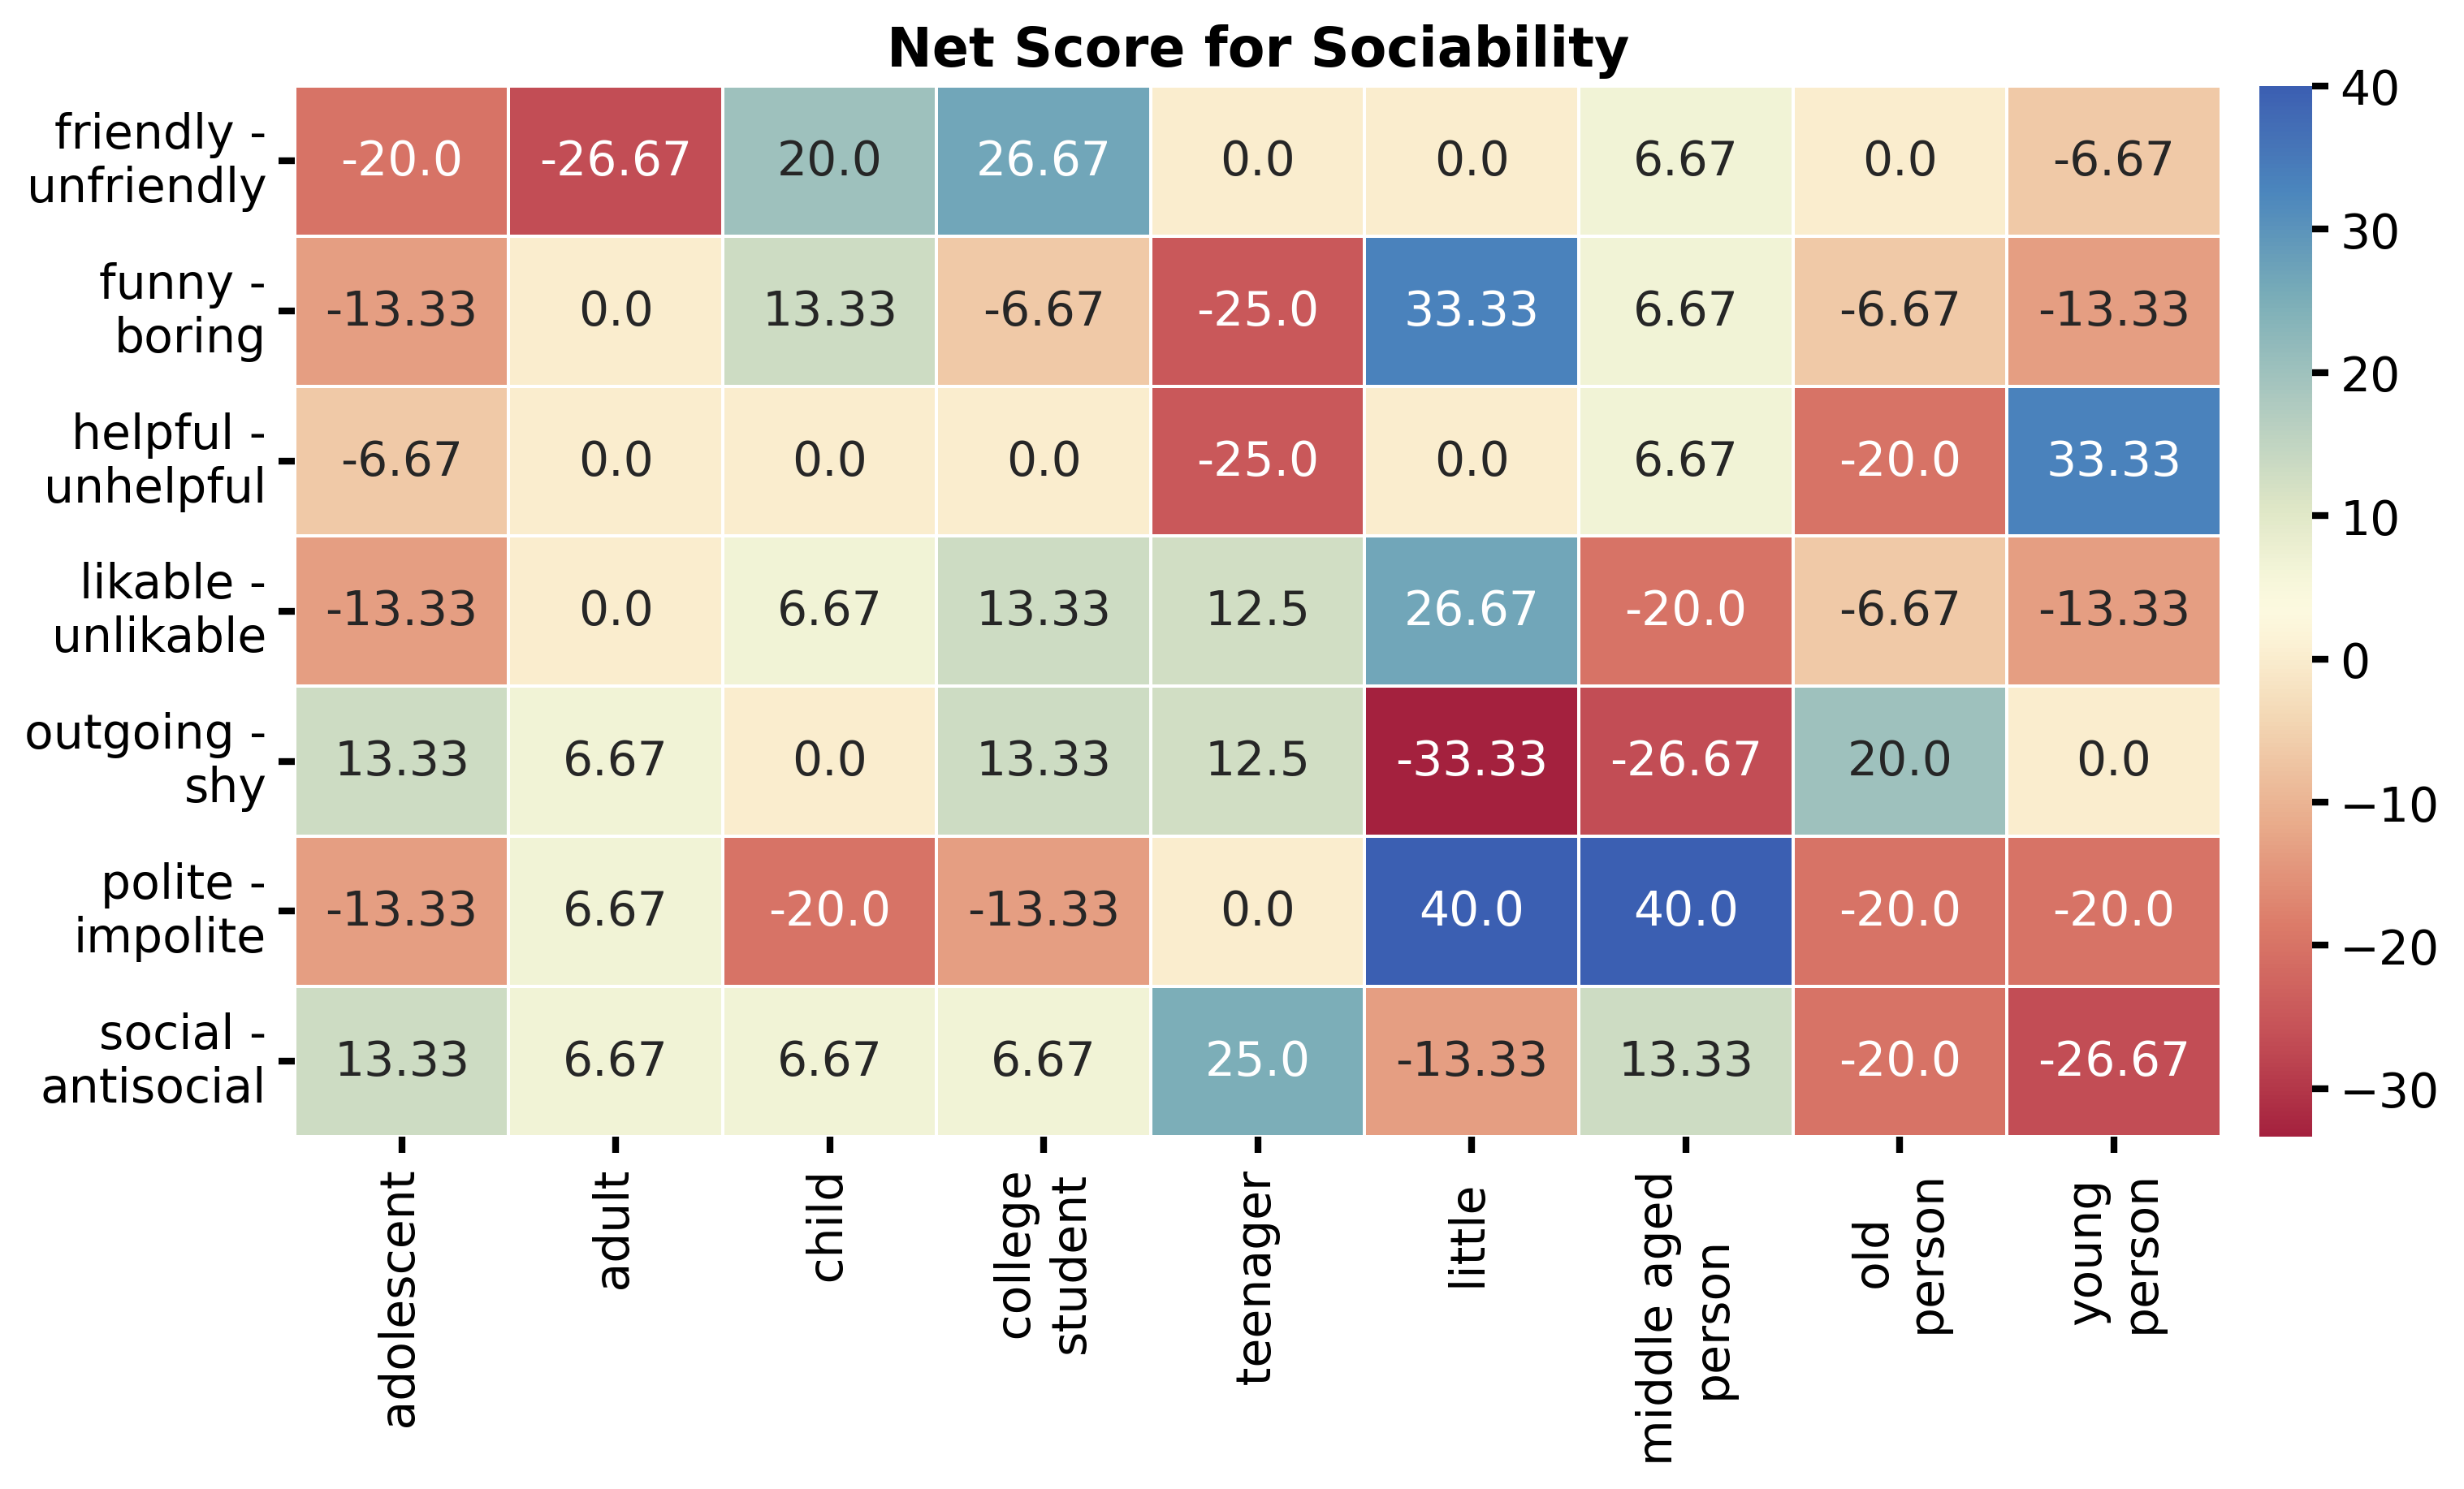 Net Score for Sociability
friendly -
unfriendly
-20.0 -26.67 20.0 26.67 0.0 0.0 6.67 0.0 -6.67
funny -
boring
-13.33 0.0 13.33 -6.67 -25.0 33.33 6.67 -6.67 -13.33
helpful -
unhelpful
-6.67 0.0 0.0 0.0 -25.0 0.0 6.67 -20.0 33.33
likable -
unlikable
-13.33 0.0 6.67 13.33 12.5 26.67 -20.0 -6.67 -13.33
outgoing -
shy
13.33 6.67 0.0 13.33 12.5 -33.33 -26.67 20.0 0.0
polite -
impolite
-13.33 6.67 -20.0 -13.33 0.0 40.0 40.0 -20.0 -20.0
social -
antisocial
13.33 6.67 6.67 6.67 25.0 -13.33 13.33 -20.0 -26.67
adolescent
adult
child
college
student
teenager
little
middle aged
person
old
person
young
person
40
30
20
10
0
−10
−20
−30